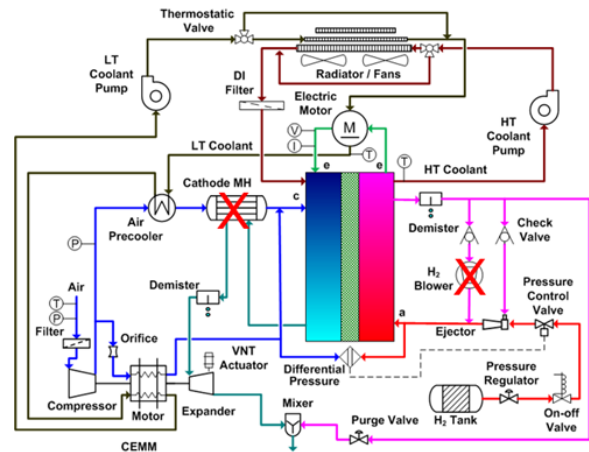 Thermostatic
Valve
LT
Coolant
Pump
DI
Filter
Radiator / Fans
Electric
Motor
HT
Coolant
Pump
V
I
M
LT Coolant
T
T
HT Coolant
e
e
Cathode MH
c
Air
Precooler
Demister
Check
Valve
P
H2
Blower
Pressure
Control
Valve
Demister
Air
T
P
Filter
Orifice
a
Ejector
VNT
Actuator
Differential
Pressure
Pressure
Regulator
Compressor
Motor
Expander
Mixer
Purge Valve
H2 Tank
On-off
Valve
CEMM